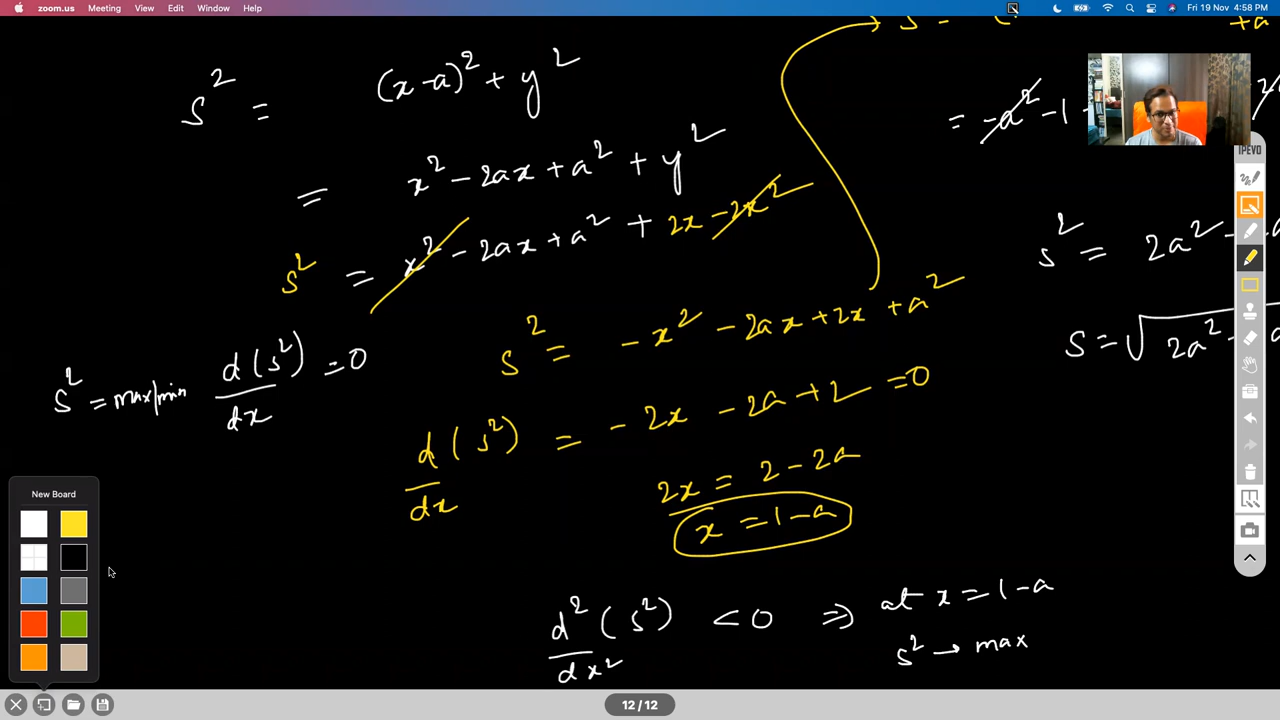 zoom.us Meeting View Edit Window Help Fri 19 Nov 4:58 PM
s² = (x-a)² + y²
= x² - 2ax + a² + y²
s² = x² - 2ax + a² + 2x - 2x²
s² = -x² - 2ax + 2x + a²
s² = max/min d(s²)/dx = 0
d(s²)/dx = -2x - 2a + 2 = 0
2x = 2 - 2a
x = 1 - a
d²(s²)/dx² < 0 ⇒ at x = 1 - a
s² → max
+a
= -a² - 1
s² = 2a² -
s = √2a² -
IPEVO
New Board
12 / 12